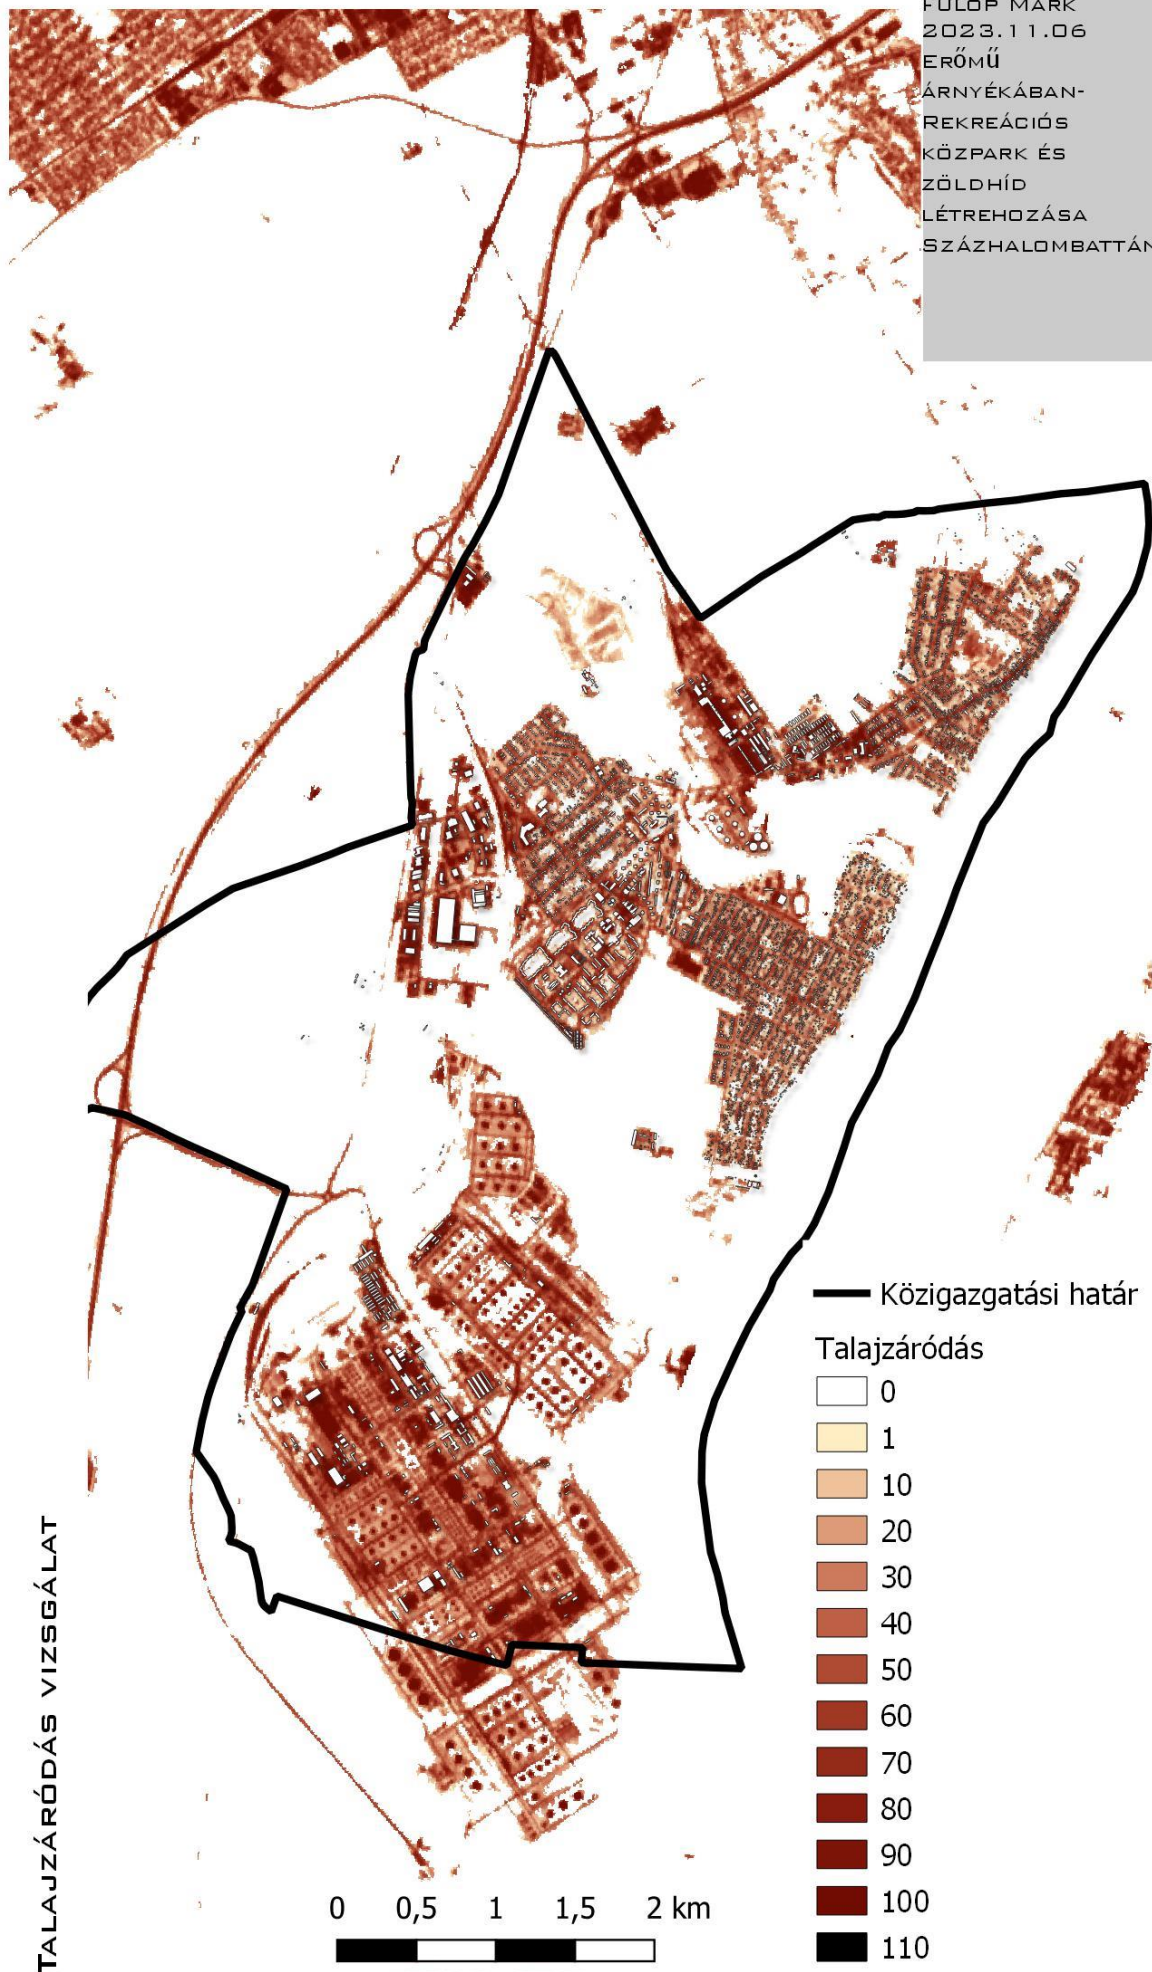 FÜLÖP MÁRK
2023.11.06
ERŐMŰ
ÁRNYÉKÁBAN-
REKREÁCIÓS
KÖZPARK ÉS
ZÖLDHÍD
LÉTREHOZÁSA
SZÁZHALOMBATTÁN
Közigazgatási határ
Talajzáródás
0
1
10
20
30
40
50
60
70
80
90
100
110
0 0,5 1 1,5 2 km
TALAJZÁRÓDÁS VIZSGÁLAT